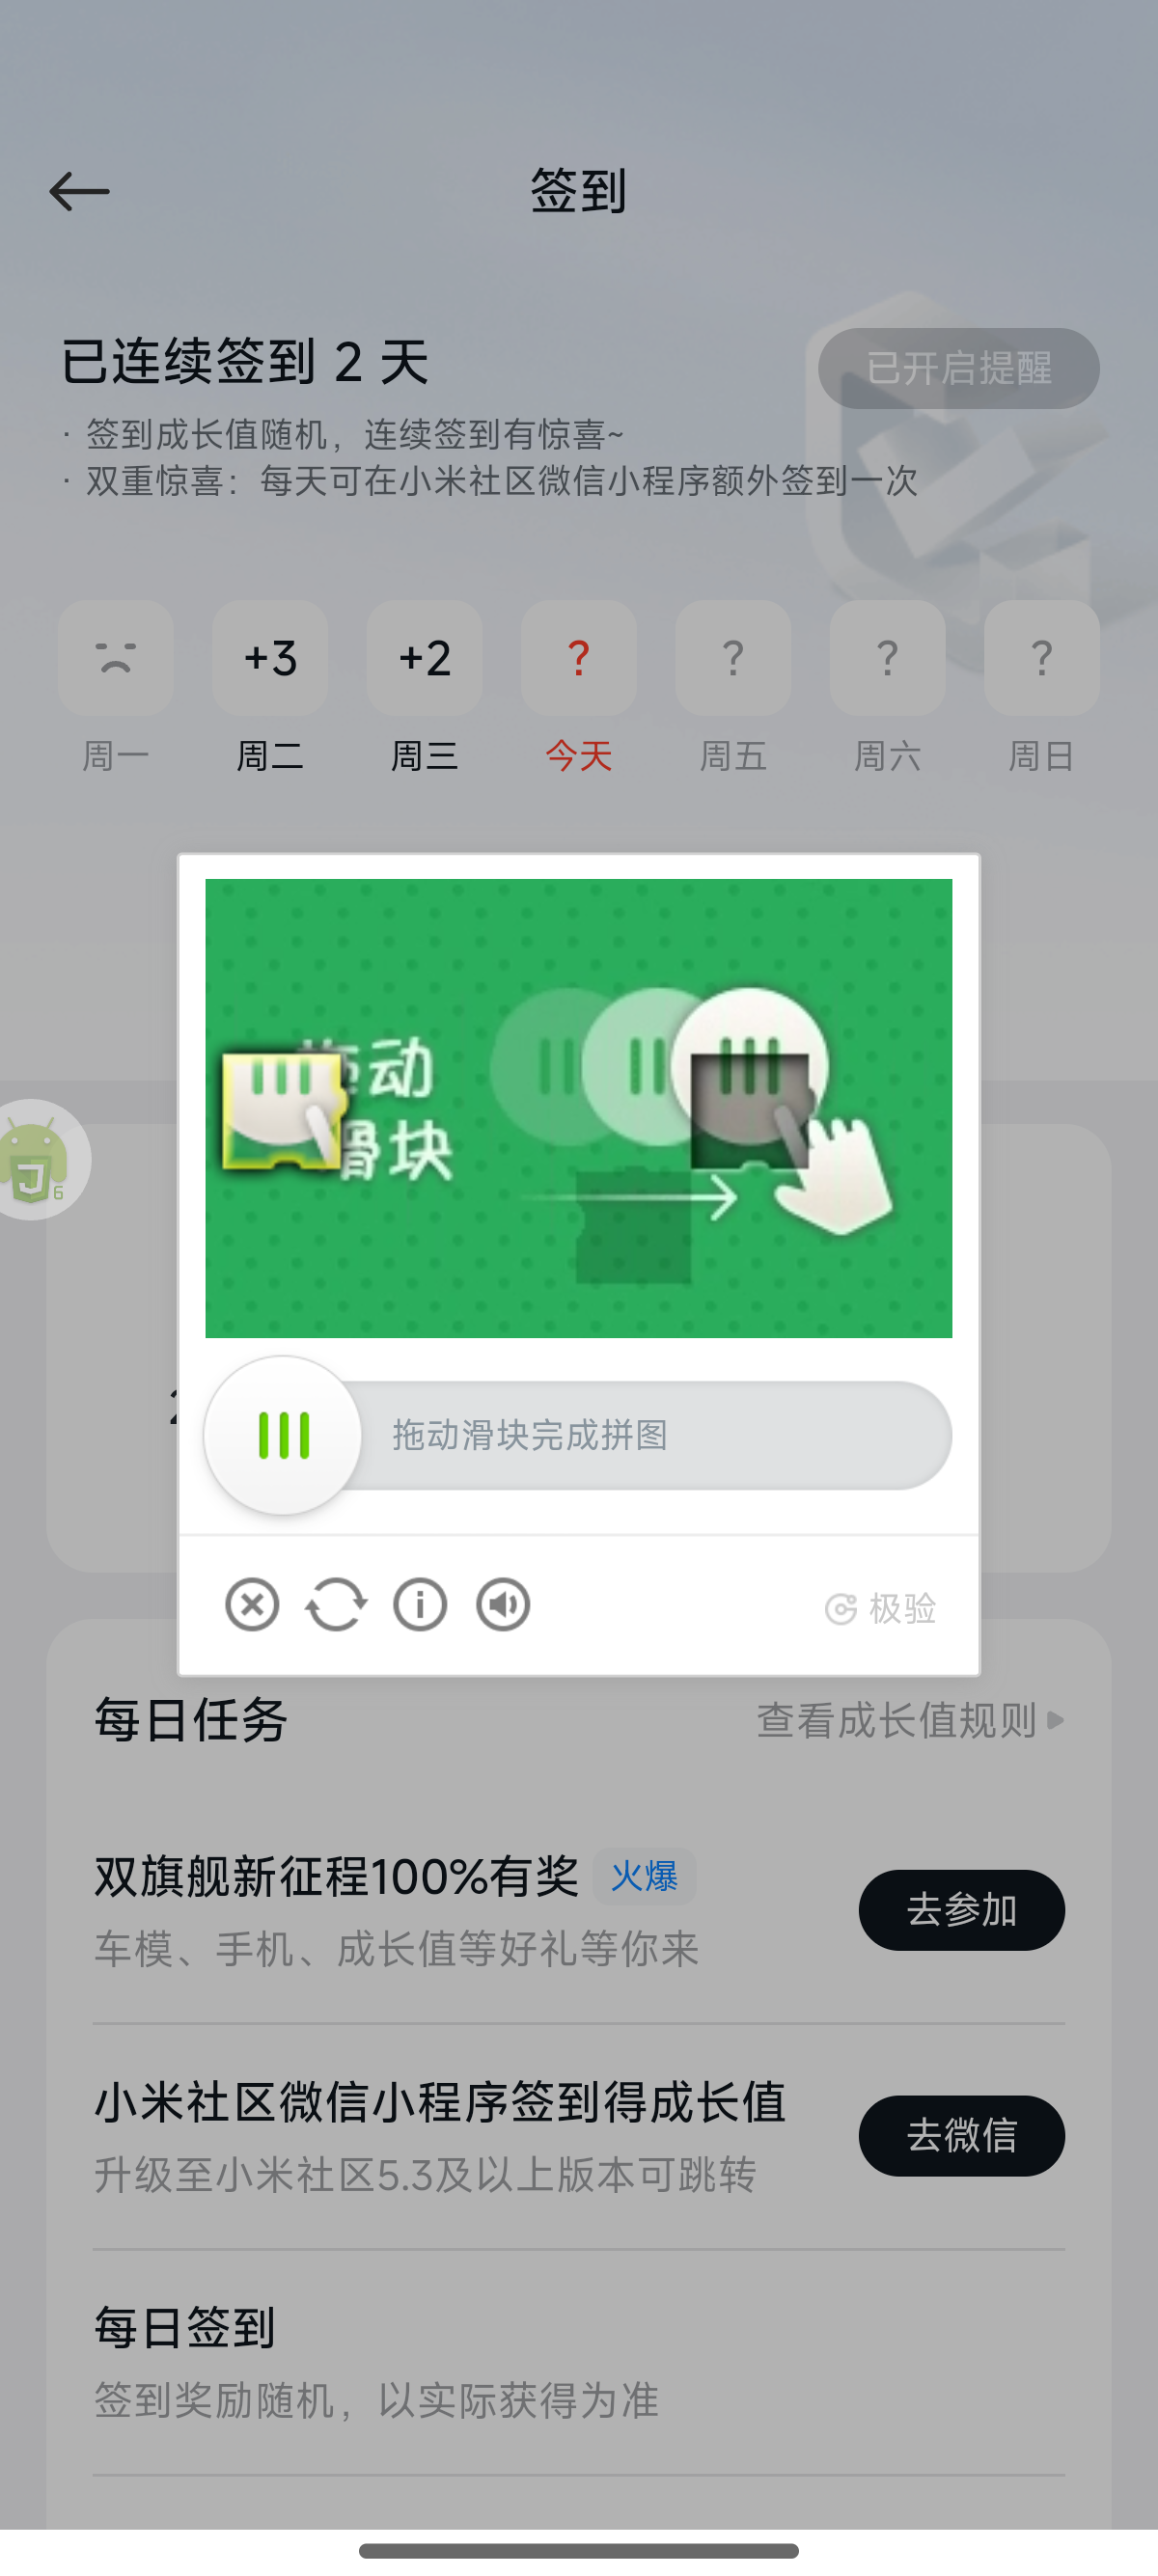 签到
已连续签到 2 天
已开启提醒
· 签到成长值随机，连续签到有惊喜~
· 双重惊喜：每天可在小米社区微信小程序额外签到一次
+3 +2 ? ? ? ?
周一 周二 周三 今天 周五 周六 周日
动
滑块
6
拖动滑块完成拼图
极验
每日任务
查看成长值规则
双旗舰新征程100%有奖 火爆
去参加
车模、手机、成长值等好礼等你来
小米社区微信小程序签到得成长值
去微信
升级至小米社区5.3及以上版本可跳转
每日签到
签到奖励随机，以实际获得为准